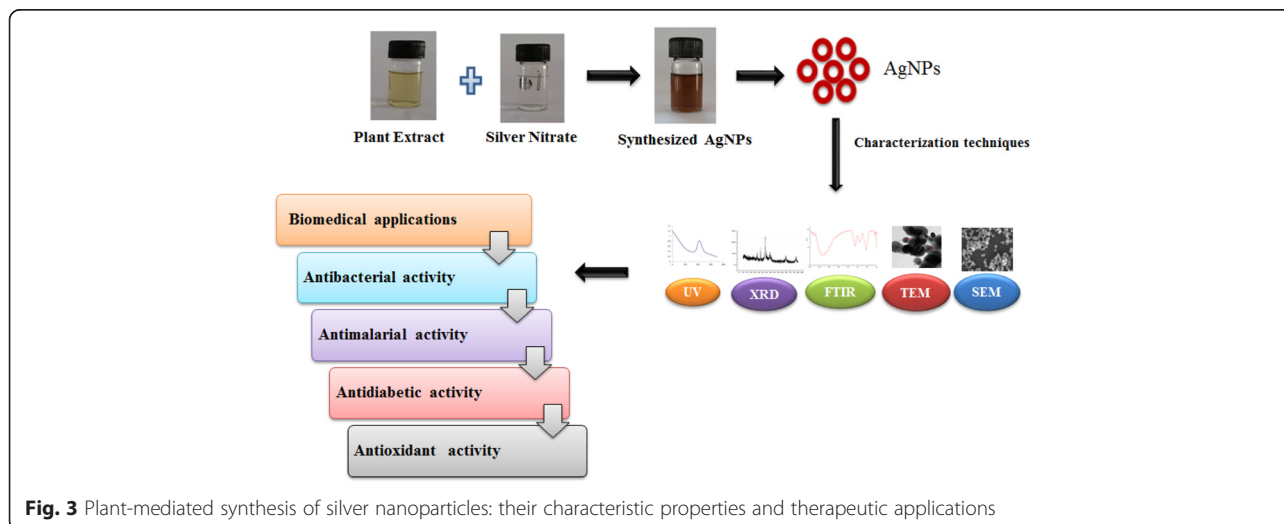 Plant Extract
Silver Nitrate
Synthesized AgNPs
AgNPs
Characterization techniques
UV
XRD
FTIR
TEM
SEM
Biomedical applications
Antibacterial activity
Antimalarial activity
Antidiabetic activity
Antioxidant activity
Fig. 3 Plant-mediated synthesis of silver nanoparticles: their characteristic properties and therapeutic applications